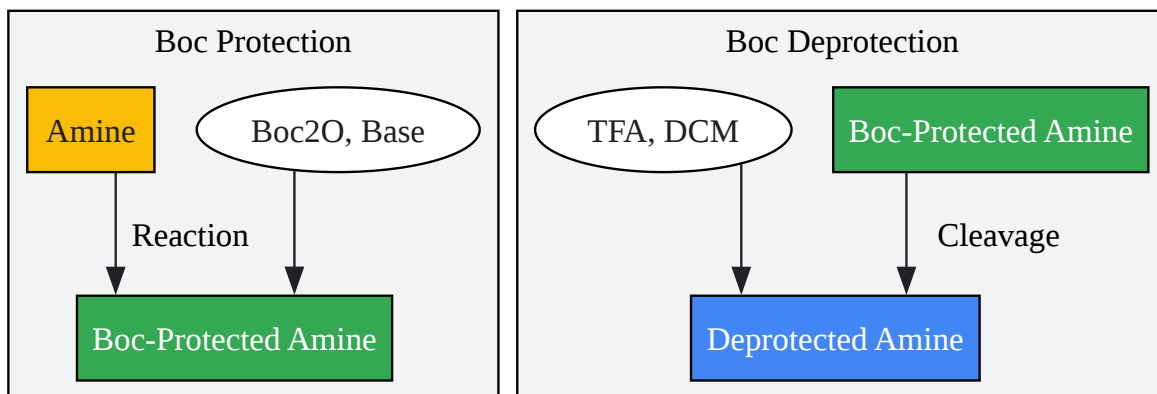 Boc Protection
Amine
Boc2O, Base
Reaction
Boc-Protected Amine
Boc Deprotection
TFA, DCM
Boc-Protected Amine
Cleavage
Deprotected Amine